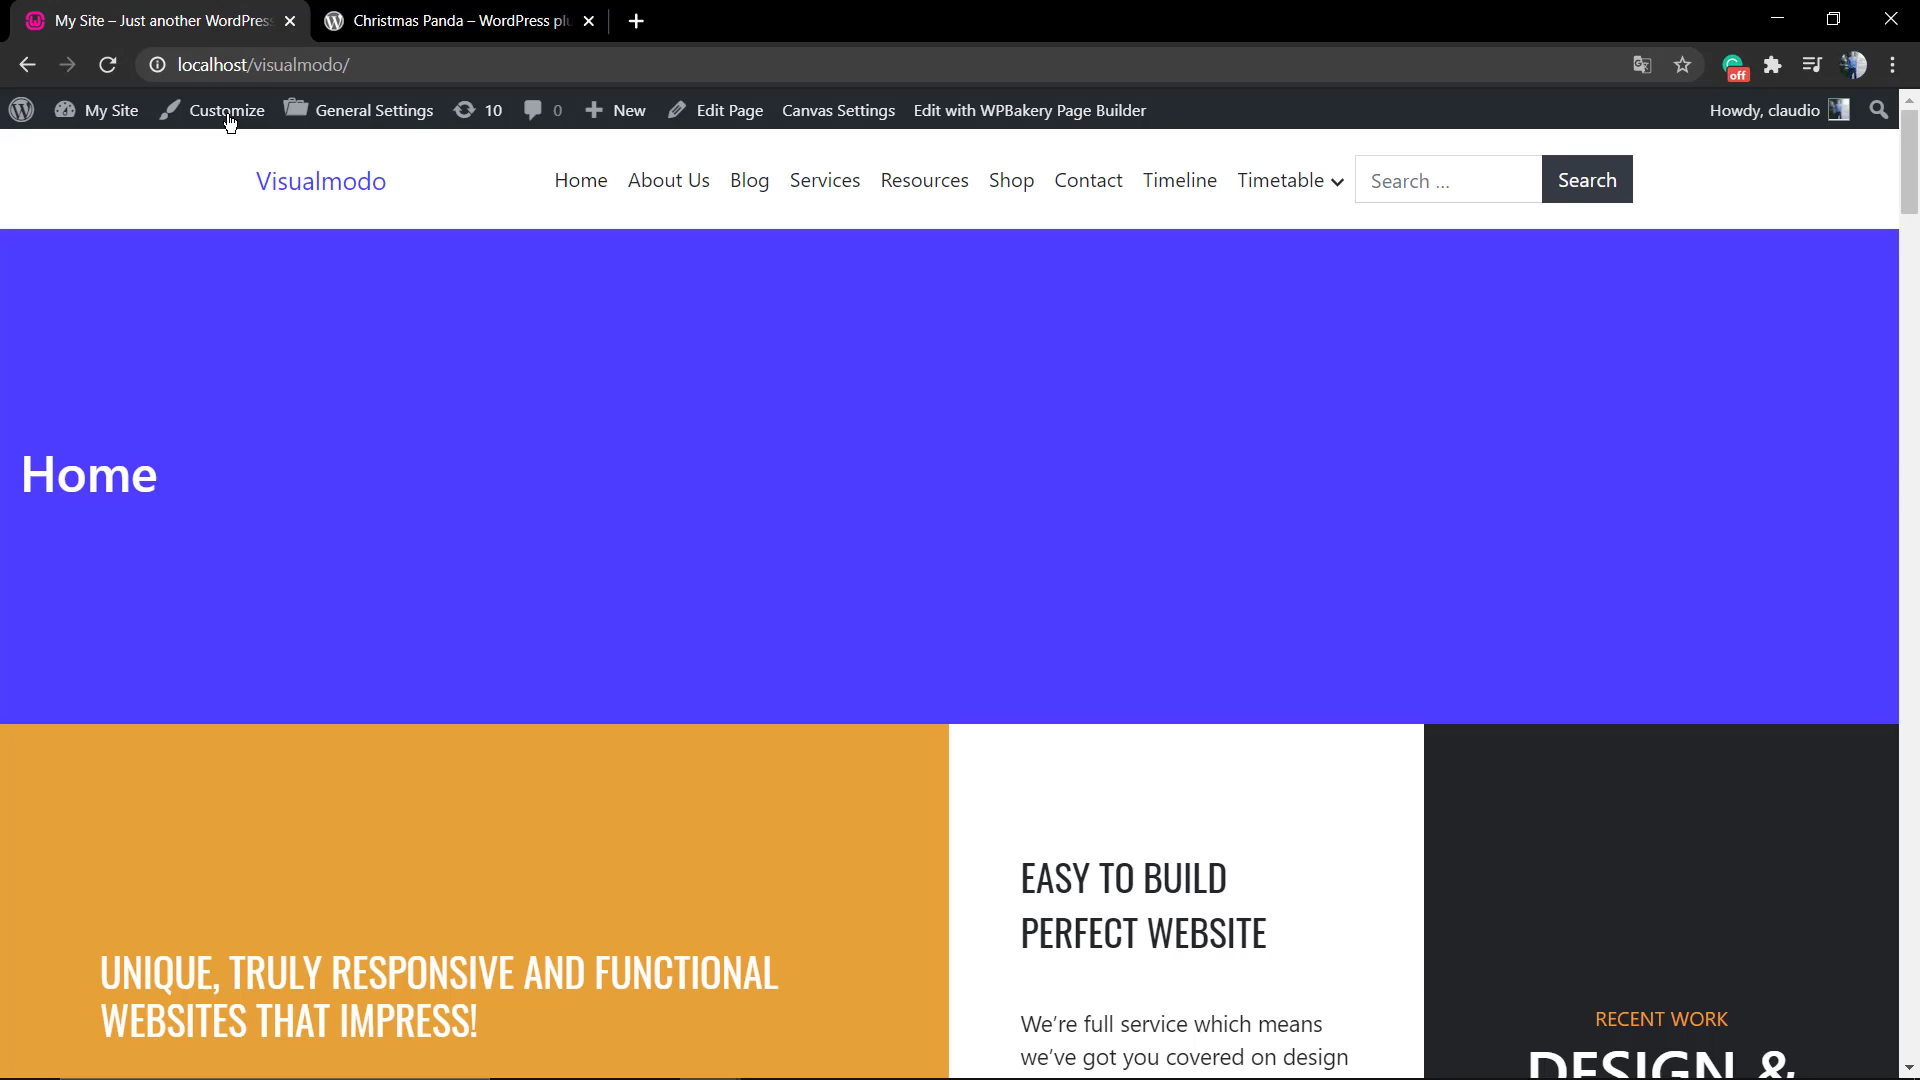 My Site – Just another WordPres
Christmas Panda – WordPress plu
localhost/visualmodo/
off
My Site
Customize
General Settings
10
0
New
Edit Page
Canvas Settings
Edit with WPBakery Page Builder
Howdy, claudio
Visualmodo
Home
About Us
Blog
Services
Resources
Shop
Contact
Timeline
Timetable
Search ...
Search
Home
UNIQUE, TRULY RESPONSIVE AND FUNCTIONAL
WEBSITES THAT IMPRESS!
EASY TO BUILD
PERFECT WEBSITE
We're full service which means
we've got you covered on design
RECENT WORK
DESIGN &